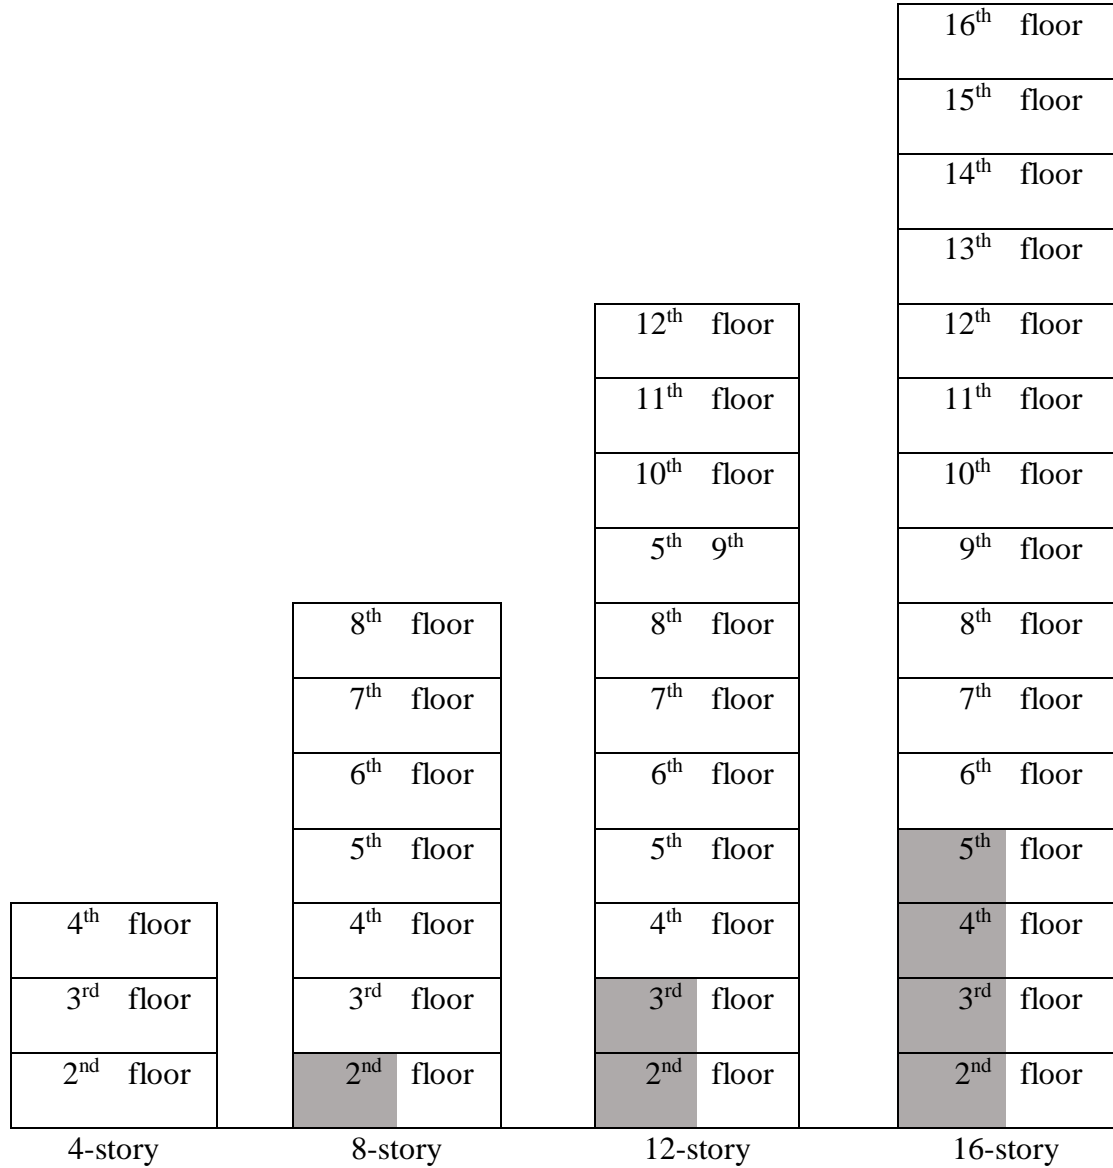 16th floor
15th floor
14th floor
13th floor
12th floor 12th floor
11th floor 11th floor
10th floor 10th floor
5th 9th 9th floor
8th floor 8th floor 8th floor
7th floor 7th floor 7th floor
6th floor 6th floor 6th floor
5th floor 5th floor 5th floor
4th floor 4th floor 4th floor 4th floor
3rd floor 3rd floor 3rd floor 3rd floor
2nd floor 2nd floor 2nd floor 2nd floor
4-story 8-story 12-story 16-story